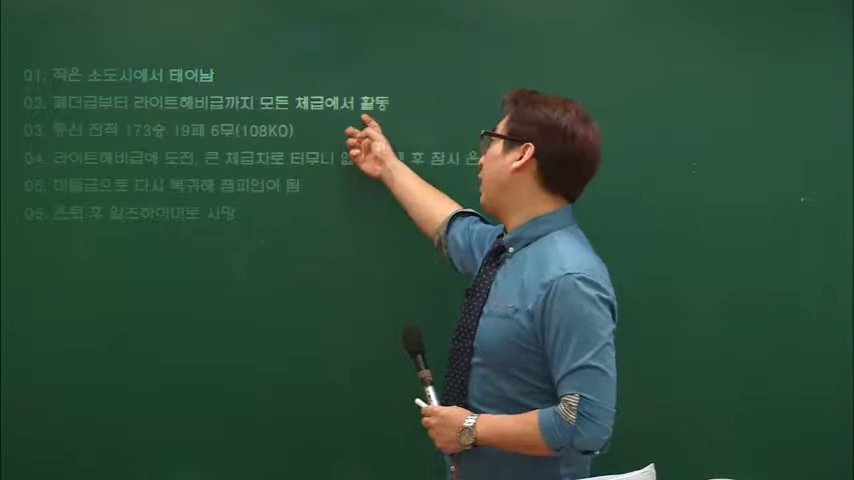 01. 작은 소도시에서 태어남
02. 페더급부터 라이트헤비급까지 모든 체급에서 활동
03. 통산 전적 173승 19패 6무(108KO)
04. 라이트헤비급에 도전, 큰 체급차로 터무니 후 잠시
05. 미들급으로 다시 복귀해 챔피언이 됨
06. 은퇴 후 알츠하이머로 사망